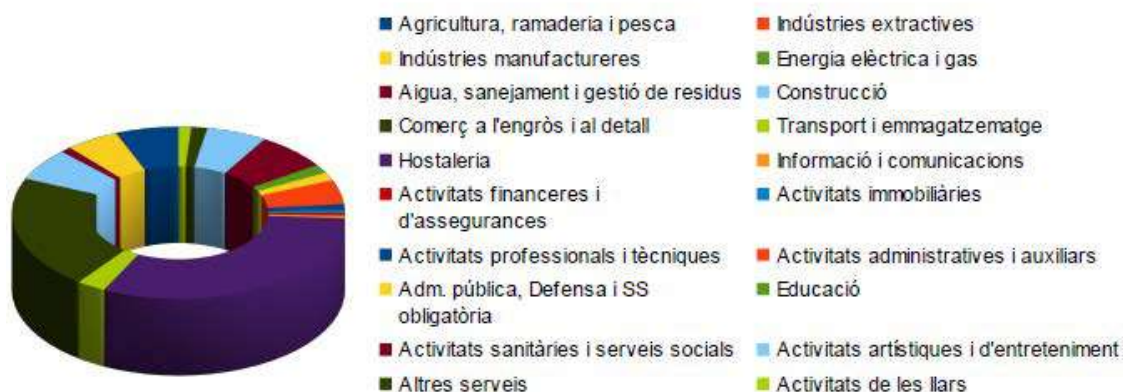 Agricultura, ramaderia i pesca
Indústries extractives
Indústries manufactureres
Energia elèctrica i gas
Aigua, sanejament i gestió de residus
Construcció
Comerç a l'engròs i al detall
Transport i emmagatzematge
Hostaleria
Informació i comunicacions
Activitats financeres i
d'assegurances
Activitats immobiliàries
Activitats professionals i tècniques
Activitats administratives i auxiliars
Adm. pública, Defensa i SS
obligatòria
Educació
Activitats sanitàries i serveis socials
Activitats artístiques i d'entreteniment
Altres serveis
Activitats de les llars